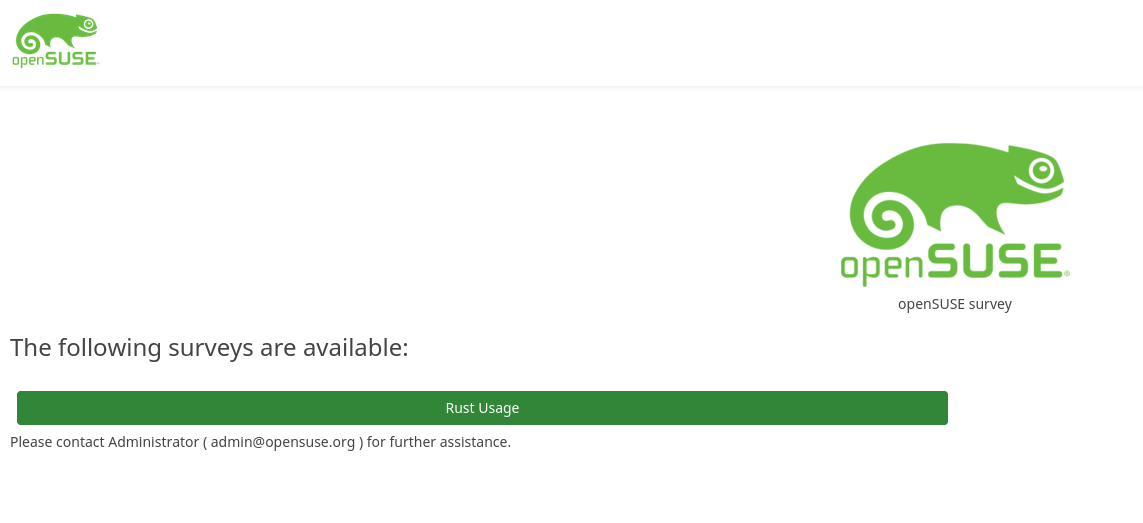 openSUSE
openSUSE®
openSUSE survey
The following surveys are available:
Rust Usage
Please contact Administrator ( admin@opensuse.org ) for further assistance.